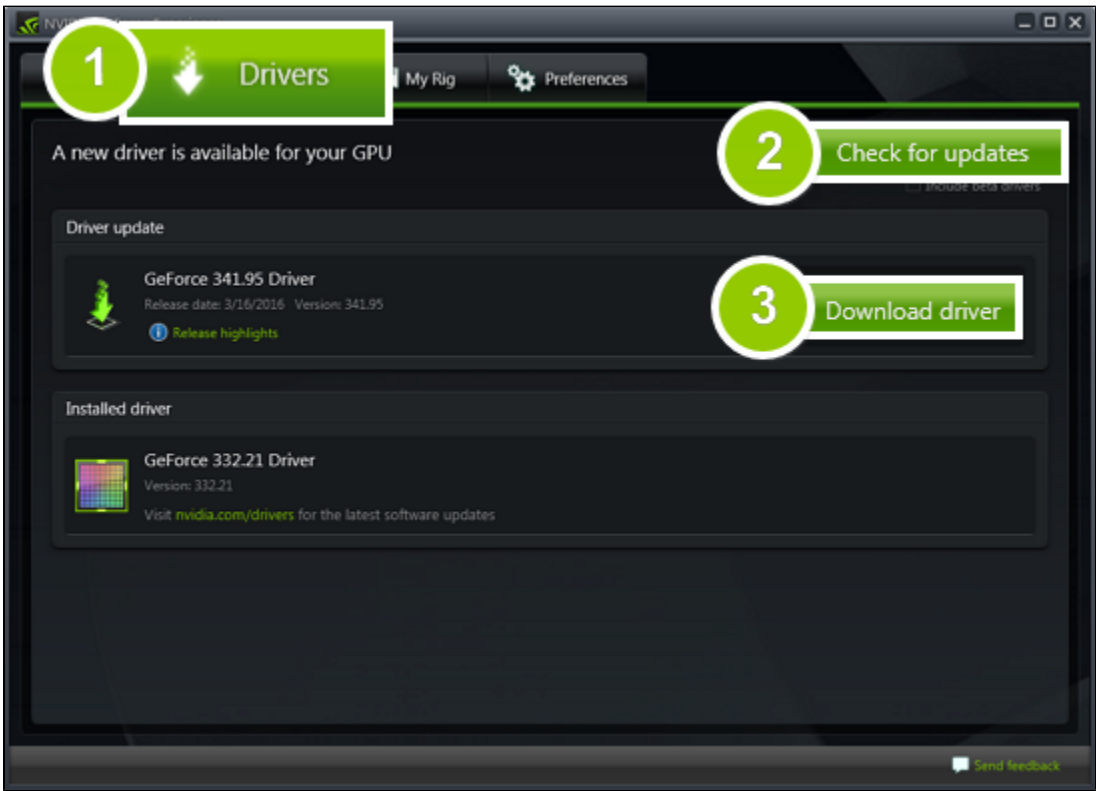 1
Drivers
My Rig
Preferences
A new driver is available for your GPU
2
Check for updates
Include beta drivers
Driver update
GeForce 341.95 Driver
Release date: 3/16/2016 Version: 341.95
Release highlights
3
Download driver
Installed driver
GeForce 332.21 Driver
Version: 332.21
Visit nvidia.com/drivers for the latest software updates
Send feedback